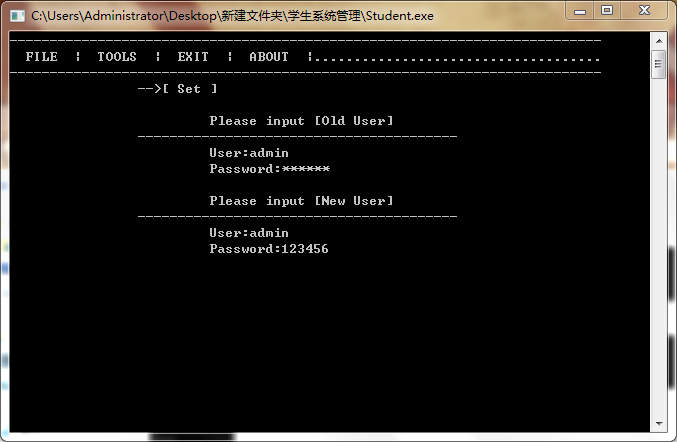 C:\Users\Administrator\Desktop\新建文件夹\学生系统管理\Student.exe
FILE ¦ TOOLS ¦ EXIT ¦ ABOUT ¦....................................
-->[ Set ]
Please input [Old User]
----------------------------------------
User:admin
Password:******
Please input [New User]
----------------------------------------
User:admin
Password:123456